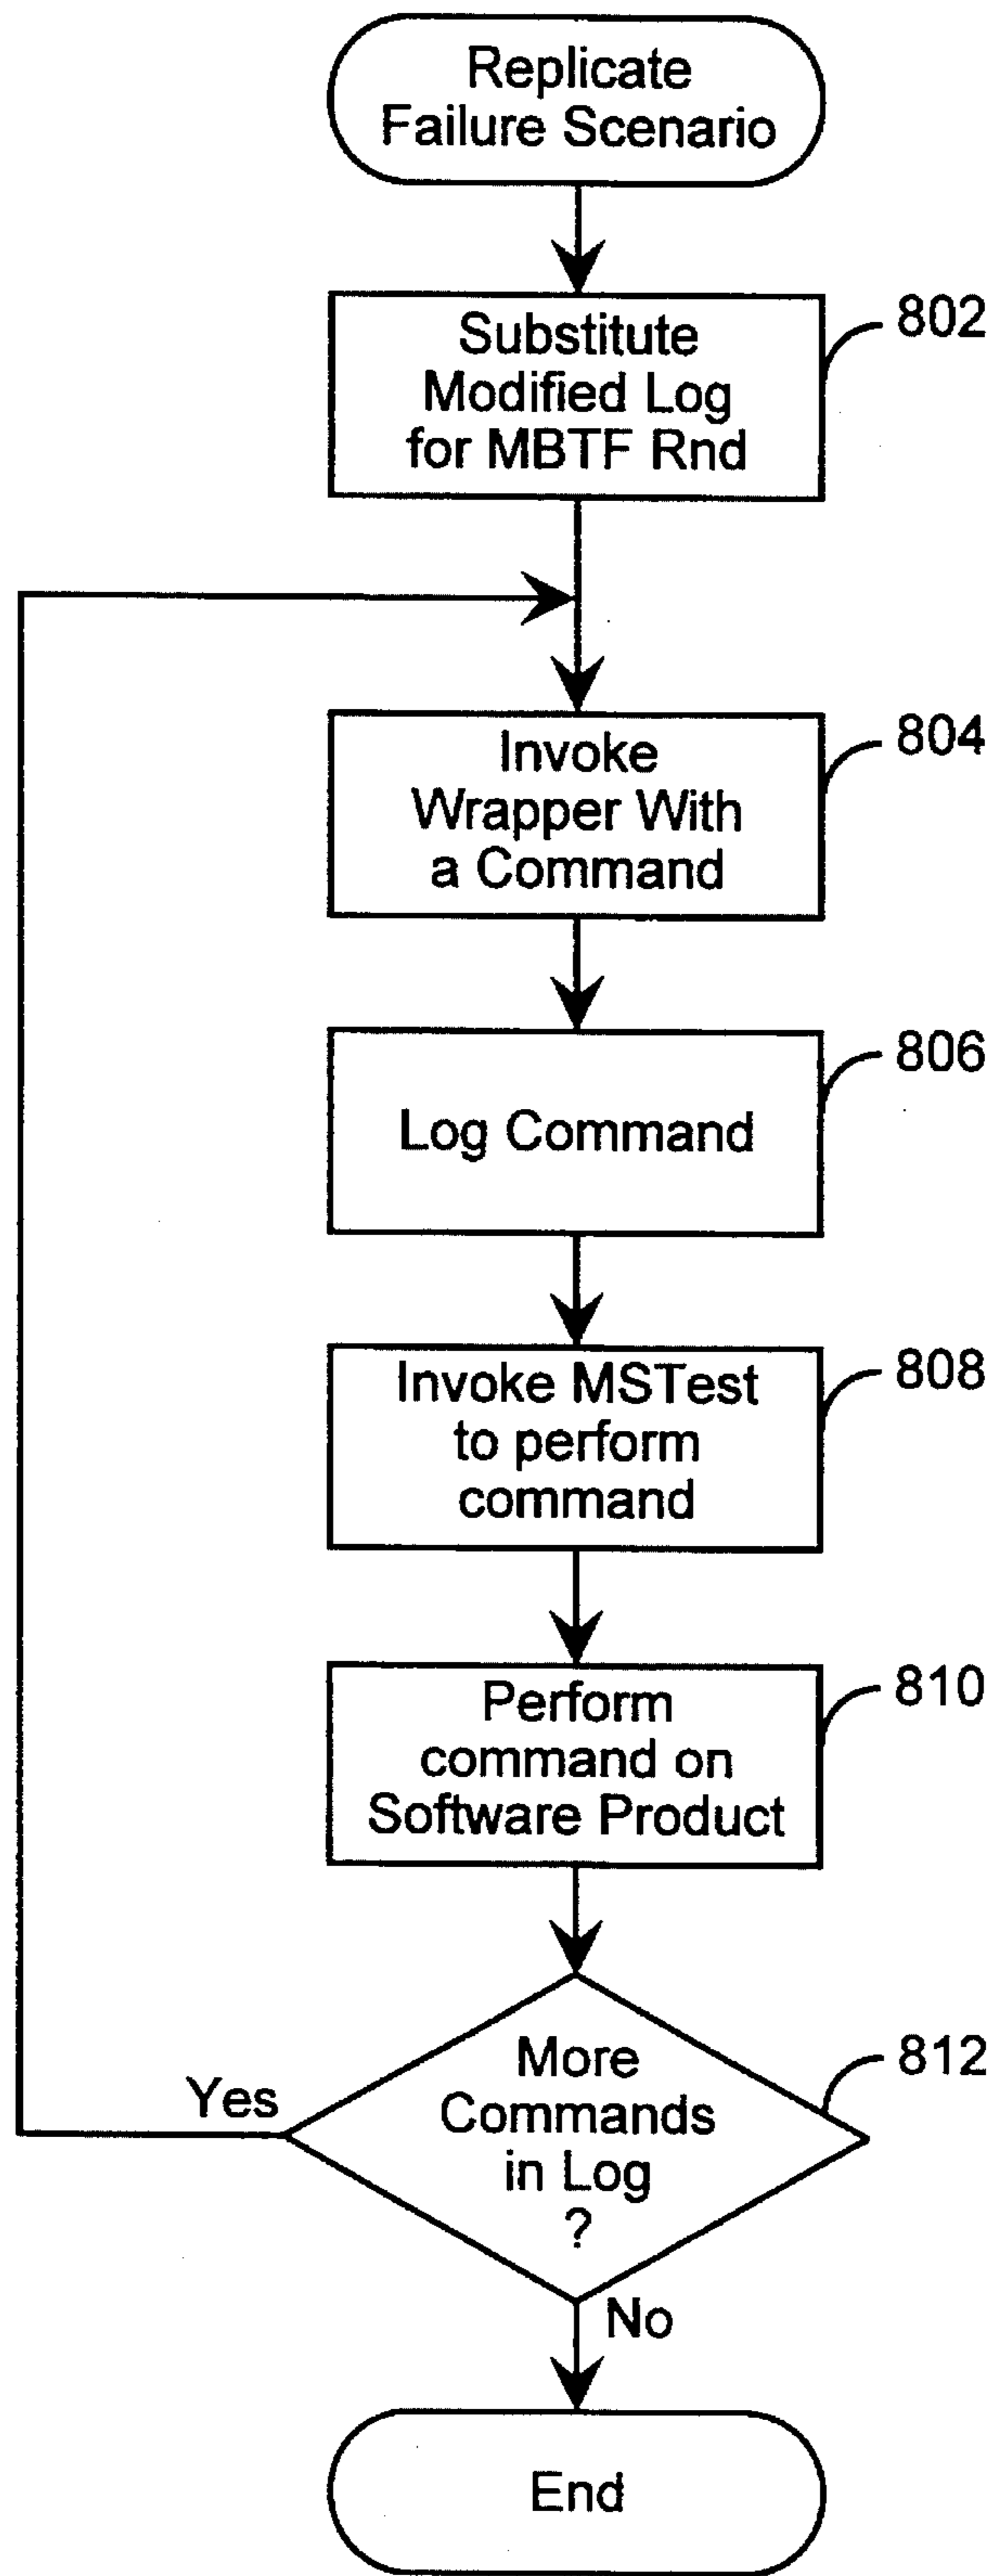 Replicate
Failure Scenario
802
Substitute
Modified Log
for MBTF Rnd
804
Invoke
Wrapper With
a Command
806
Log Command
808
Invoke MSTest
to perform
command
810
Perform
command on
Software Product
812
More
Commands
in Log
?
Yes
No
End